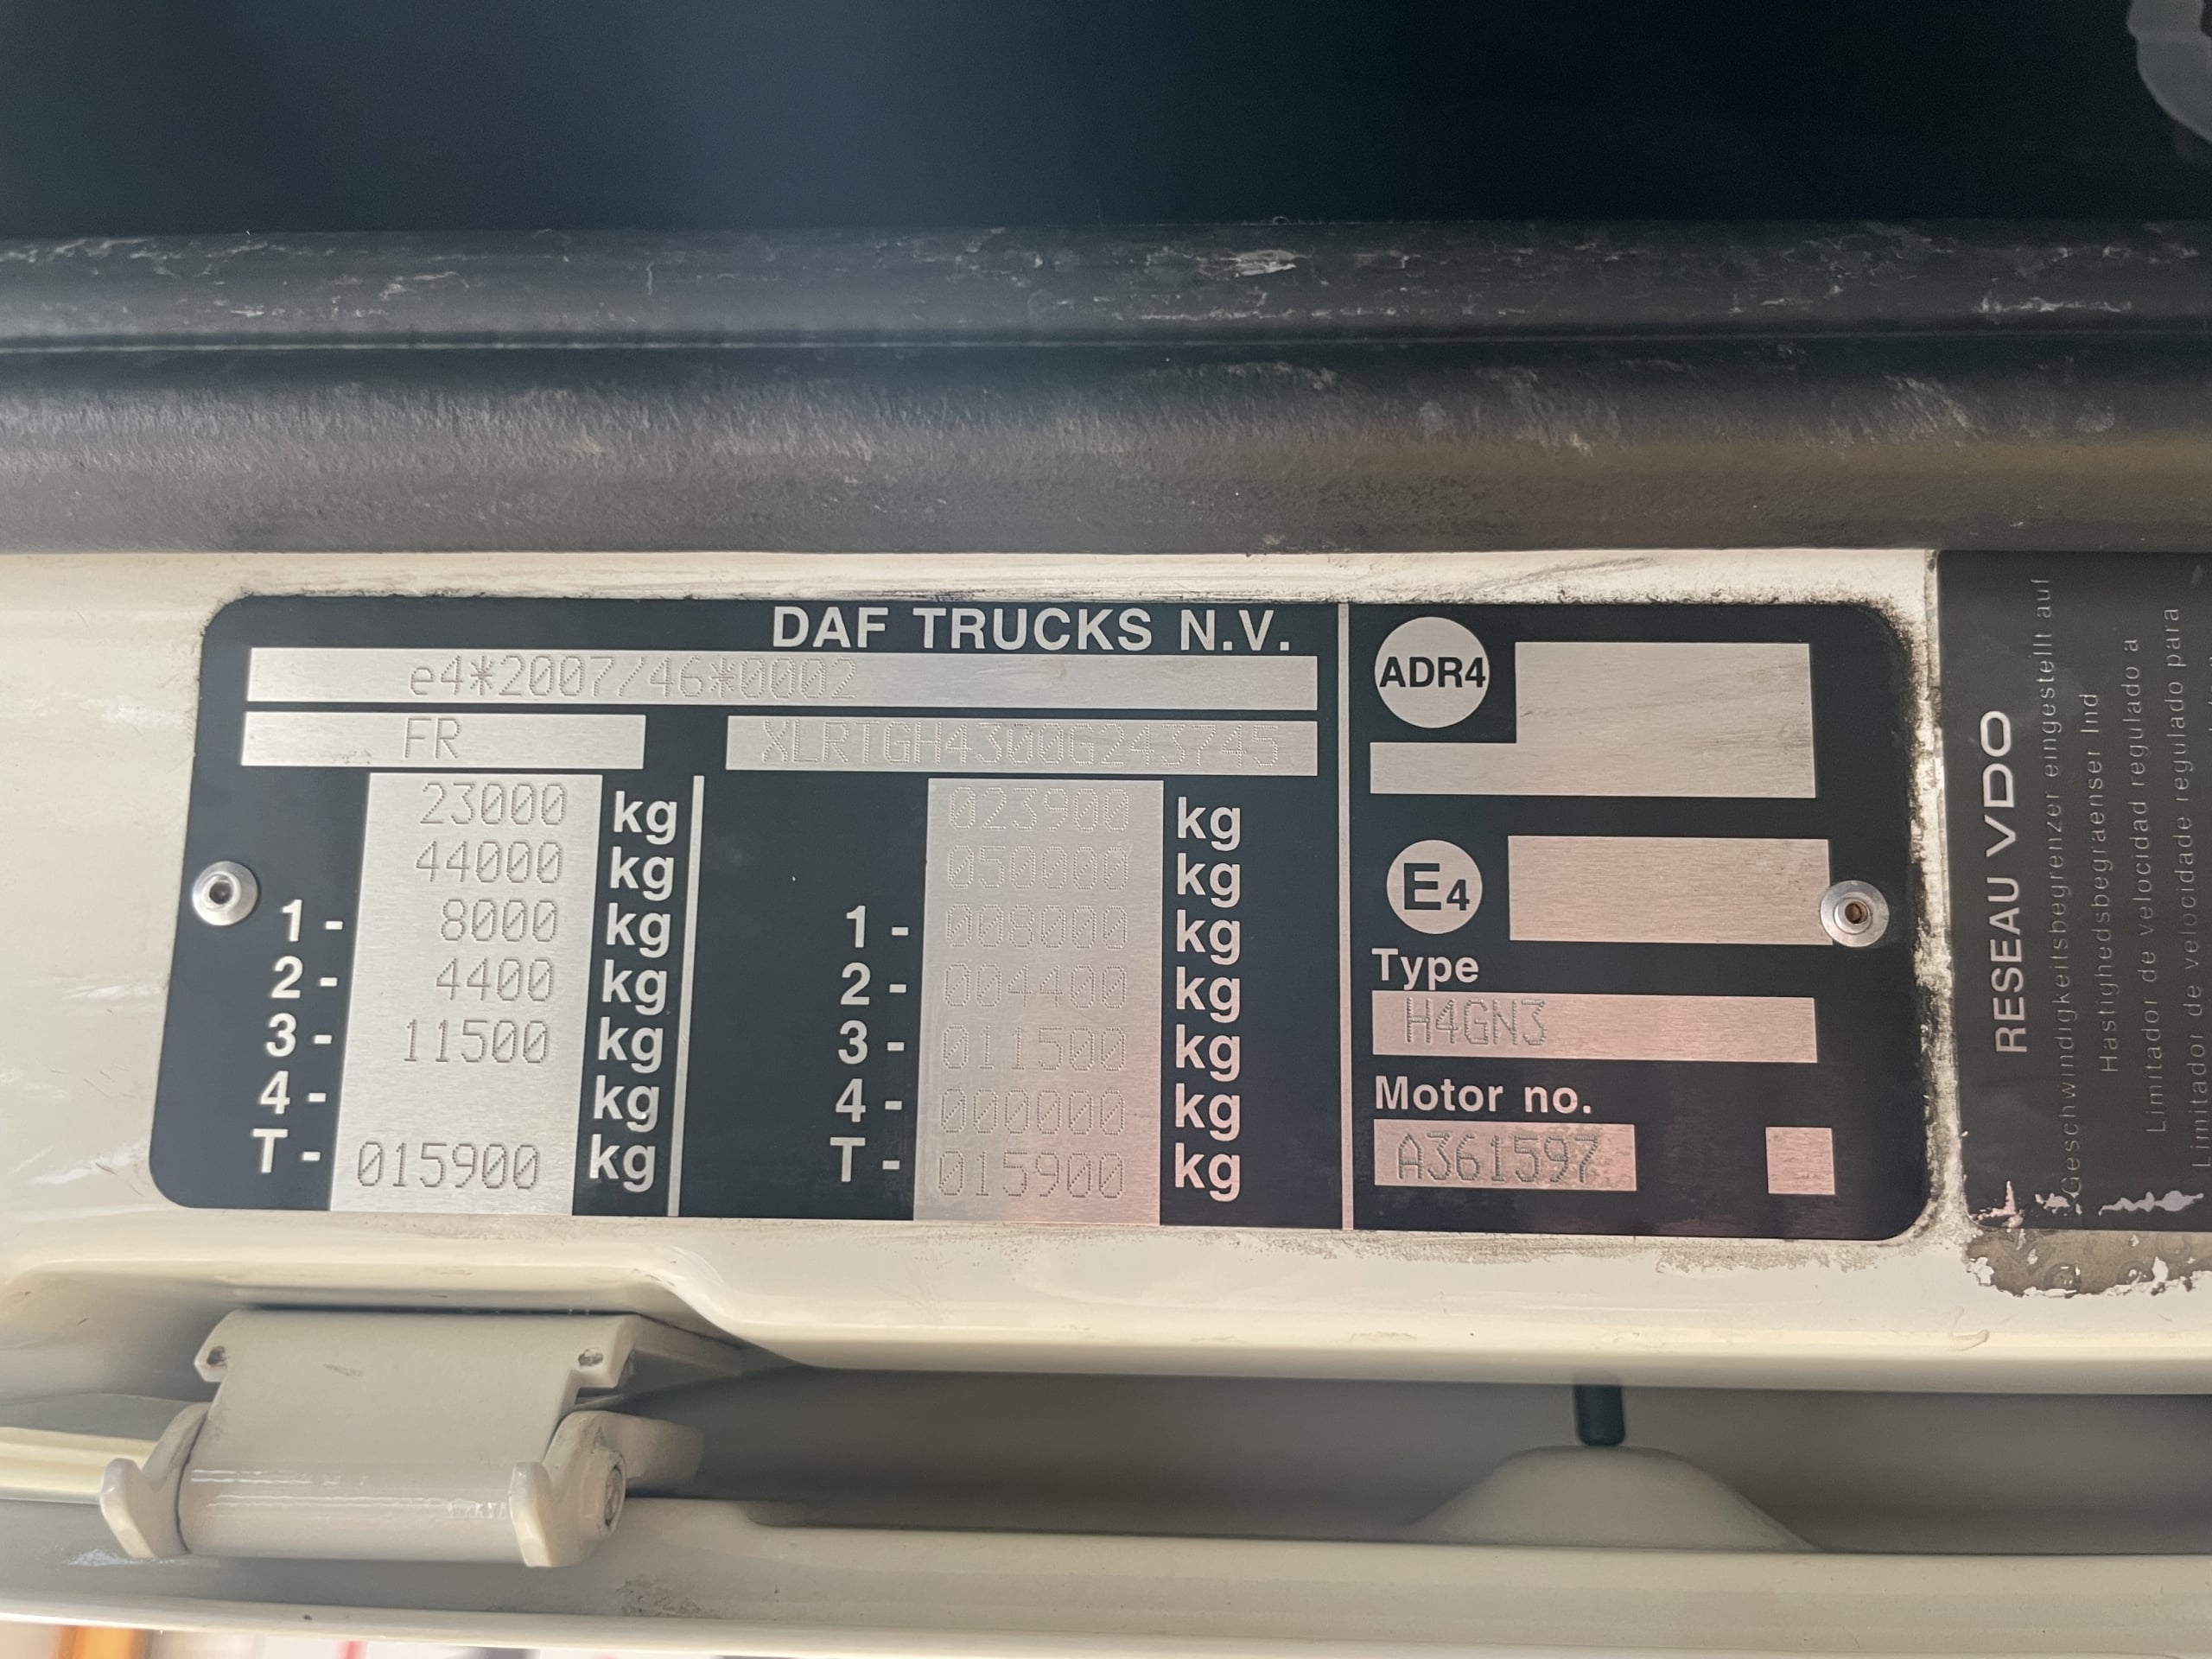 DAF TRUCKS N.V.
e4*2007/46*0002
FR XLRTGH4300G243745
23000 kg 023900 kg
44000 kg 050000 kg
1 - 8000 kg 1 - 008000 kg
2 - 4400 kg 2 - 004400 kg
3 - 11500 kg 3 - 011500 kg
4 - kg 4 - 000000 kg
T - 015900 kg T - 015900 kg
ADR4
E4
Type
H4GN3
Motor no.
A361597
RESEAU VDO
Geschwindigkeitsbegrenzer eingestellt auf
Hastighedsbegraenser Ind
Limitador de velocidad regulado a
Limitador de velocidade regulado para